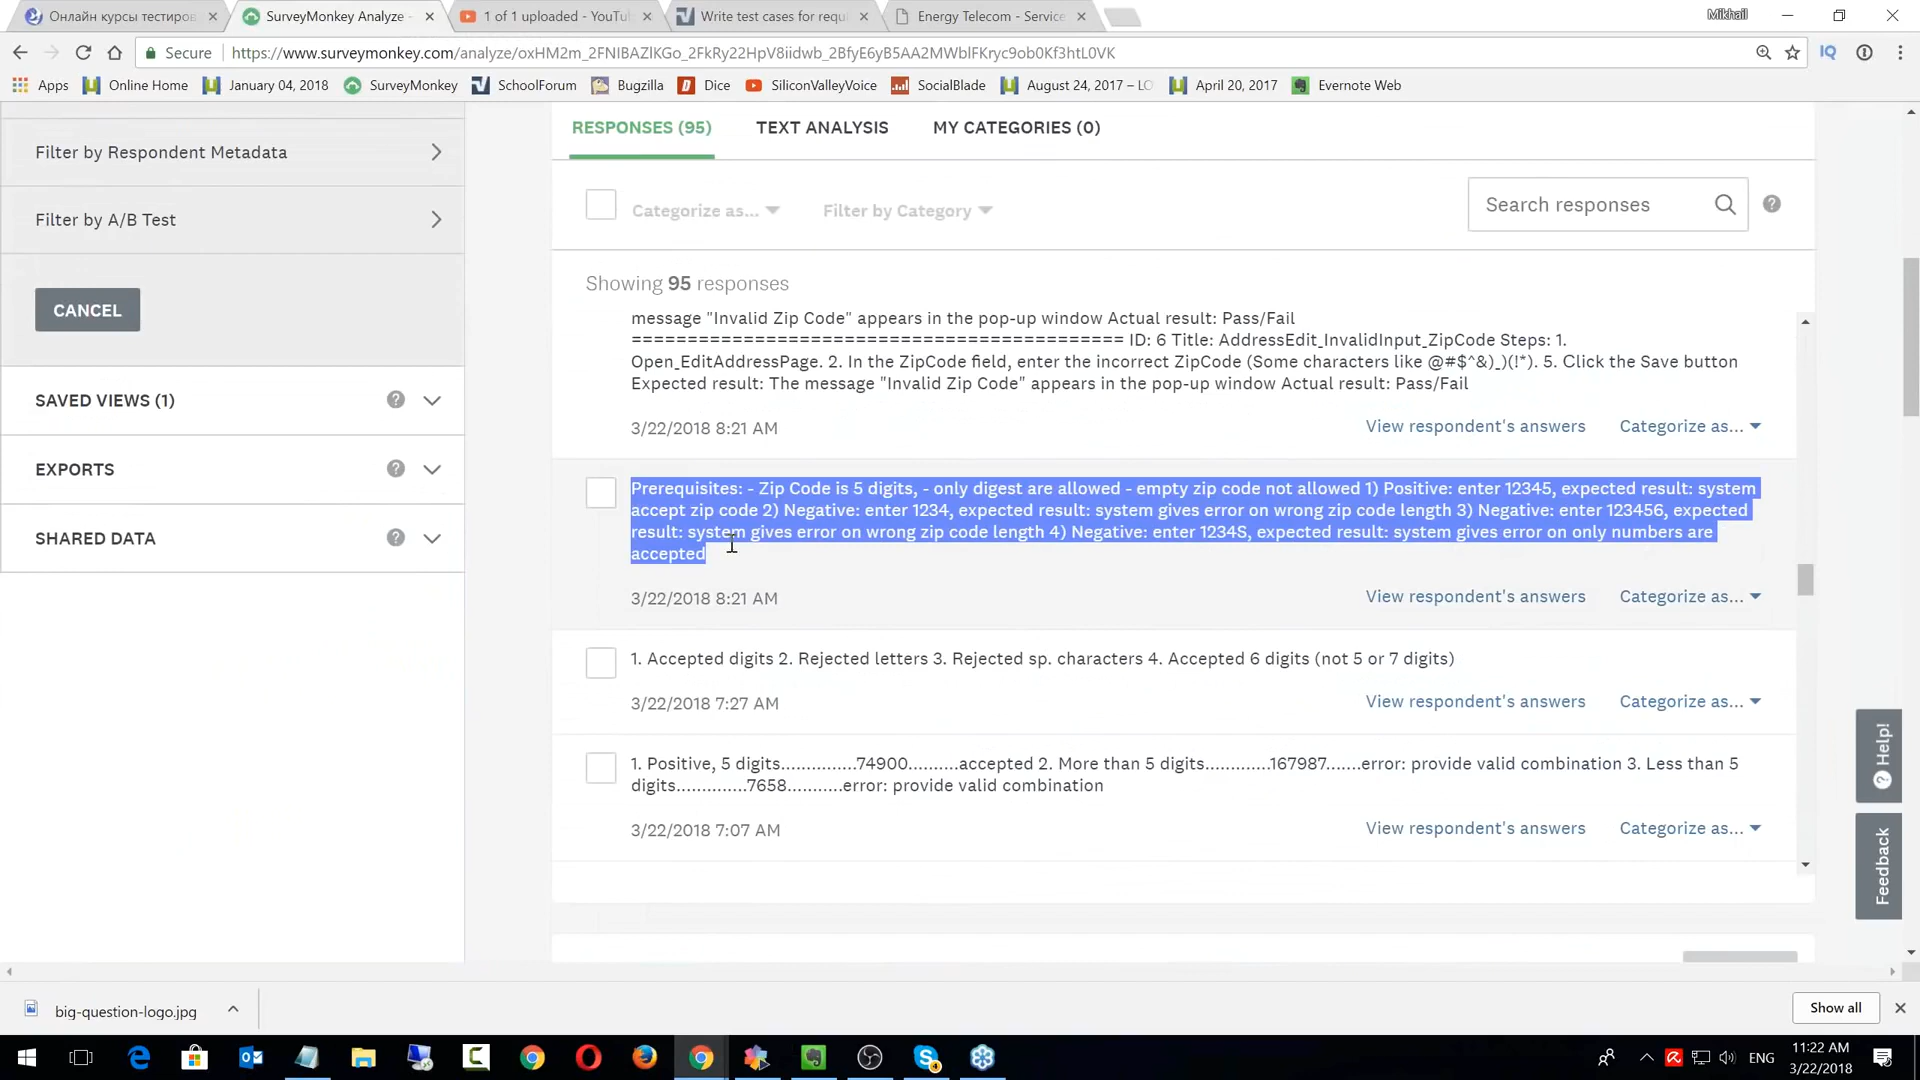 Онлайн курсы тестиров
SurveyMonkey Analyze -
1 of 1 uploaded - YouTu
Write test cases for requ
Energy Telecom - Service
Mikhail
Secure
https://www.surveymonkey.com/analyze/oxHM2m_2FNIBAZlKGo_2FkRy22HpV8iidwb_2BfyE6yB5AA2MWblFKryc9ob0Kf3htL0VK
Apps
Online Home
January 04, 2018
SurveyMonkey
SchoolForum
Bugzilla
Dice
SiliconValleyVoice
SocialBlade
August 24, 2017 – LO
April 20, 2017
Evernote Web
Filter by Respondent Metadata
Filter by A/B Test
CANCEL
SAVED VIEWS (1)
EXPORTS
SHARED DATA
RESPONSES (95)
TEXT ANALYSIS
MY CATEGORIES (0)
Categorize as...
Filter by Category
Search responses
Showing 95 responses
message "Invalid Zip Code" appears in the pop-up window Actual result: Pass/Fail
============================================ ID: 6 Title: AddressEdit_InvalidInput_ZipCode Steps: 1.
Open_EditAddressPage. 2. In the ZipCode field, enter the incorrect ZipCode (Some characters like @#$^&)_)(!*). 5. Click the Save button
Expected result: The message "Invalid Zip Code" appears in the pop-up window Actual result: Pass/Fail
3/22/2018 8:21 AM
View respondent's answers
Categorize as...
Prerequisites: - Zip Code is 5 digits, - only digest are allowed - empty zip code not allowed 1) Positive: enter 12345, expected result: system
accept zip code 2) Negative: enter 1234, expected result: system gives error on wrong zip code length 3) Negative: enter 123456, expected
result: system gives error on wrong zip code length 4) Negative: enter 1234S, expected result: system gives error on only numbers are
accepted
3/22/2018 8:21 AM
View respondent's answers
Categorize as...
1. Accepted digits 2. Rejected letters 3. Rejected sp. characters 4. Accepted 6 digits (not 5 or 7 digits)
3/22/2018 7:27 AM
View respondent's answers
Categorize as...
1. Positive, 5 digits...............74900..........accepted 2. More than 5 digits.............167987.......error: provide valid combination 3. Less than 5
digits..............7658...........error: provide valid combination
3/22/2018 7:07 AM
View respondent's answers
Categorize as...
Help!
Feedback
big-question-logo.jpg
Show all
ENG
11:22 AM
3/22/2018